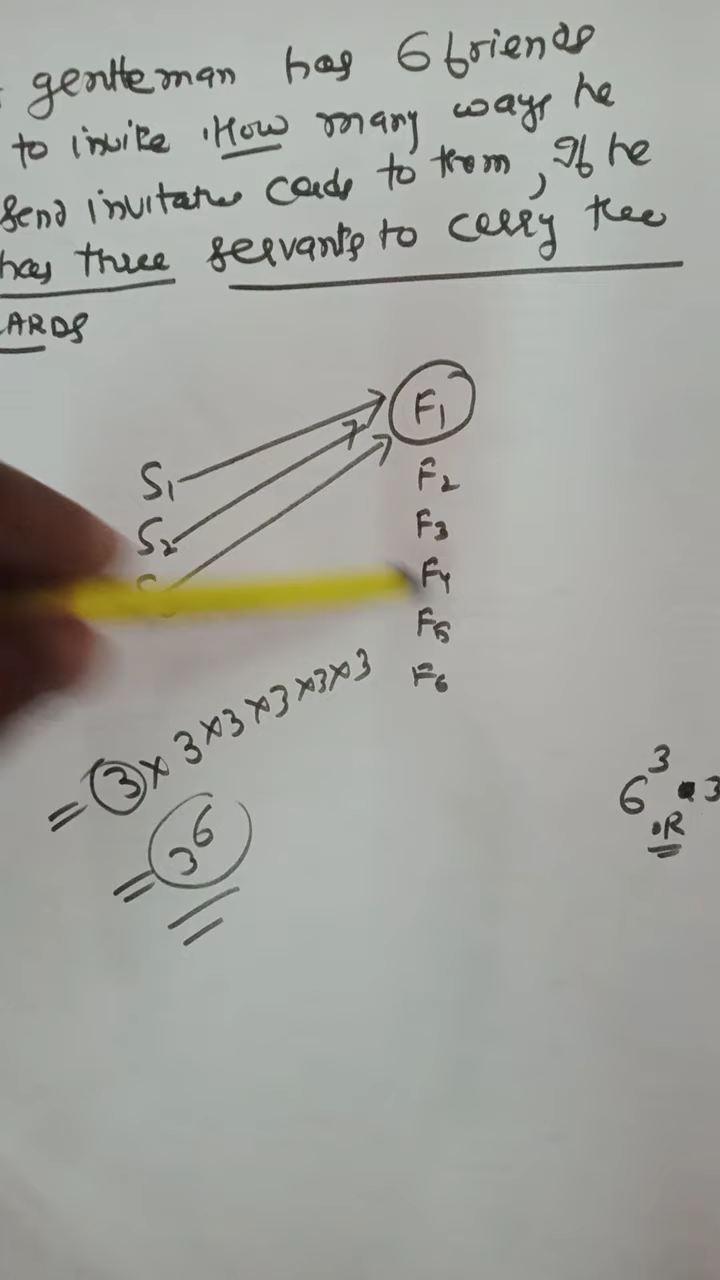 gentleman has 6 friends
to invite. How many ways he
send invitation cards to them, If he
has three servants to carry the
ARDS
S1
S2
F1
F2
F3
F4
F5
F6
= 3 × 3 × 3 × 3 × 3 × 3
= 3^6
6^3
OR
3